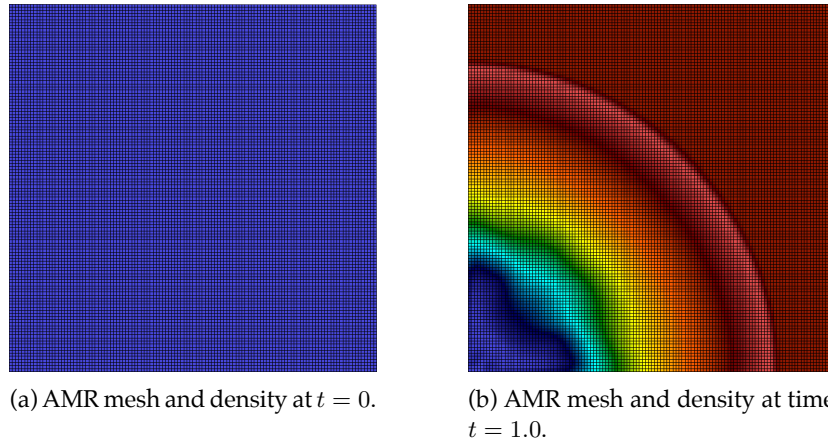 (a) AMR mesh and density at t = 0.
(b) AMR mesh and density at time
t = 1.0.